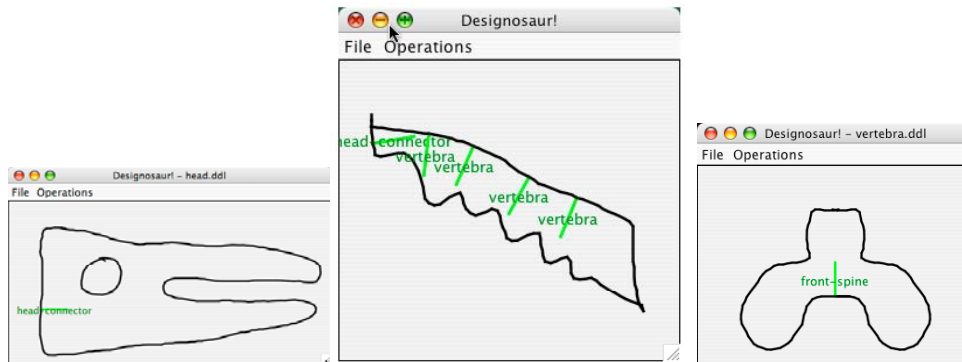 Designosaur! - head.ddl
File Operations
head-connector
Designosaur!
File Operations
head-connector
vertebra
vertebra
vertebra
vertebra
Designosaur! - vertebra.ddl
File Operations
front-spine